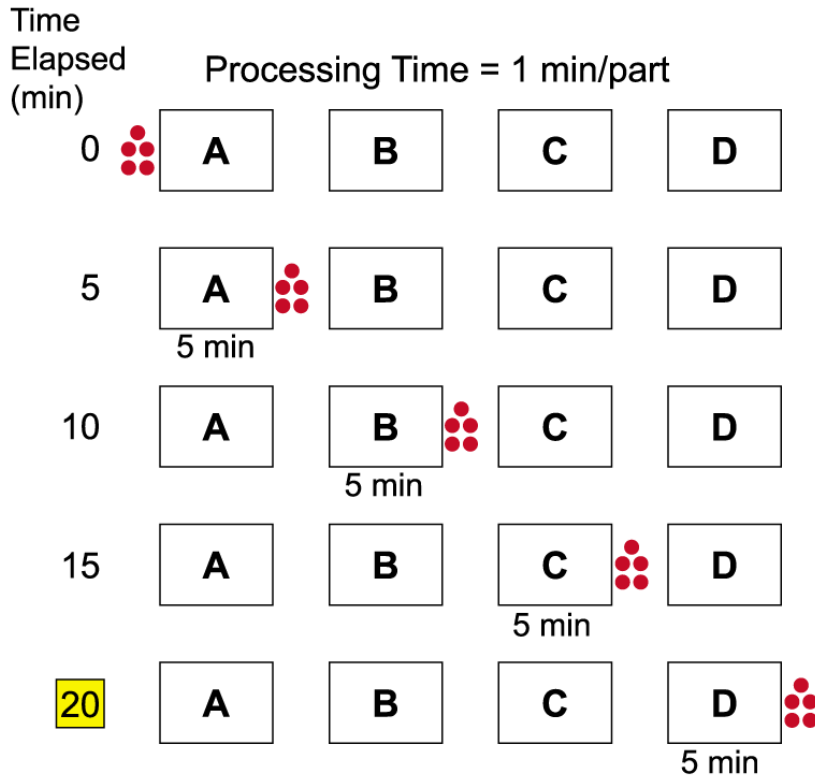 Time
Elapsed
(min)
Processing Time = 1 min/part
0 A B C D
5 A B C D
5 min
10 A B C D
5 min
15 A B C D
5 min
20 A B C D
5 min